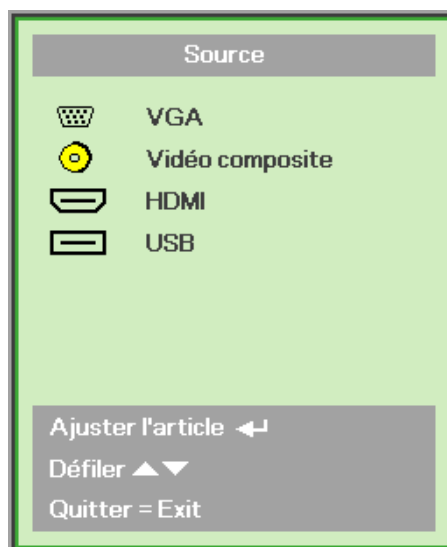 Source
VGA
Vidéo composite
HDMI
USB
Ajuster l'article
Défiler
Quitter = Exit